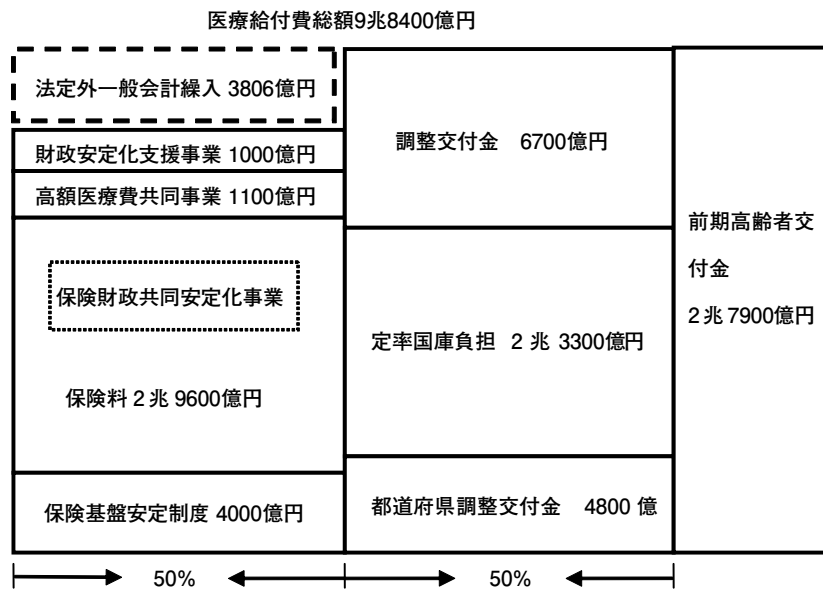 医療給付費総額9兆8400億円
法定外一般会計繰入 3806億円
財政安定化支援事業 1000億円
高額医療費共同事業 1100億円
保険財政共同安定化事業
保険料 2 兆 9600億円
保険基盤安定制度 4000億円
調整交付金 6700億円
定率国庫負担 2 兆 3300億円
都道府県調整交付金 4800 億
前期高齢者交
付金
2 兆 7900億円
50%
50%